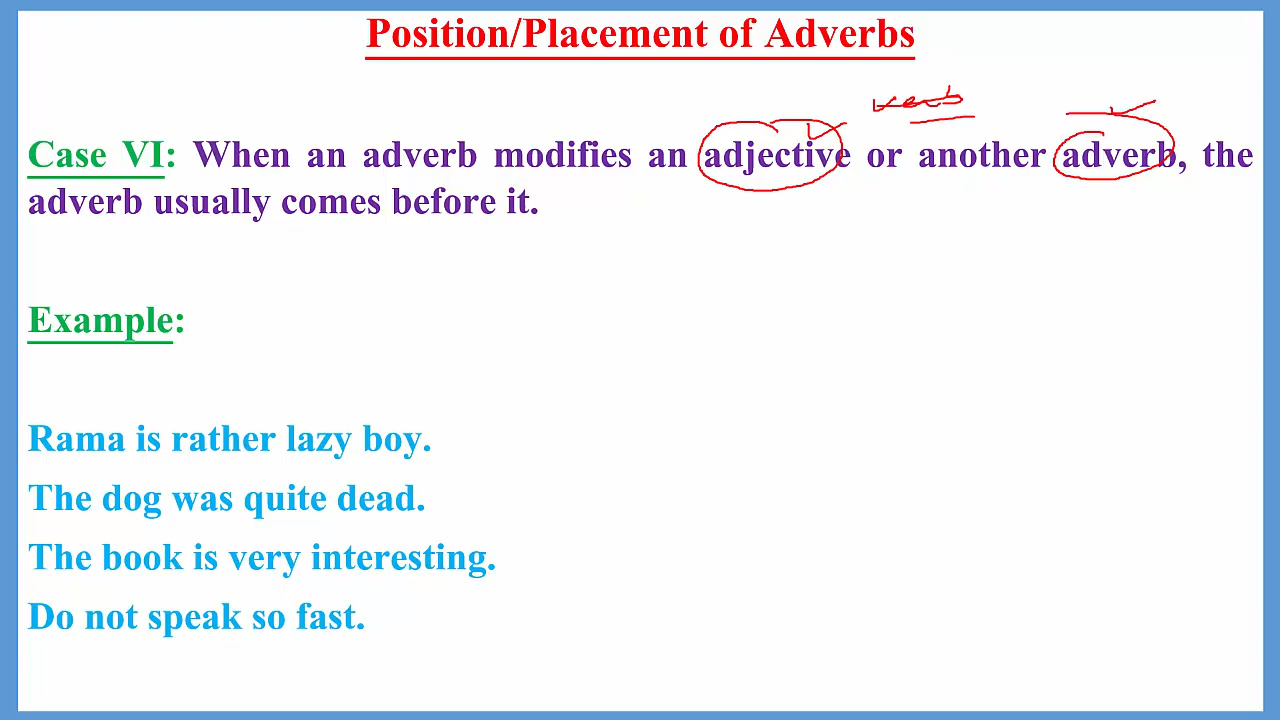 Position/Placement of Adverbs
verb
Case VI: When an adverb modifies an adjective or another adverb, the
adverb usually comes before it.
Example:
Rama is rather lazy boy.
The dog was quite dead.
The book is very interesting.
Do not speak so fast.